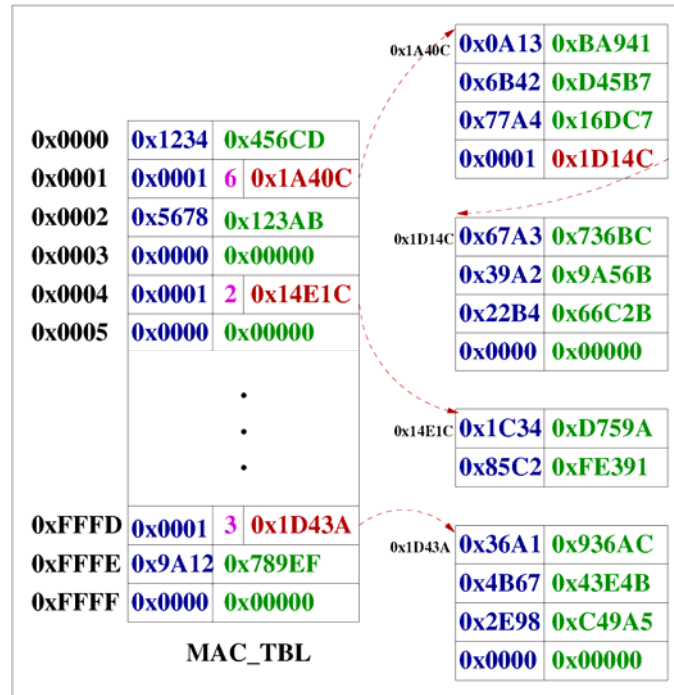 0x0000 0x1234 0x456CD
0x0001 0x0001 6 0x1A40C
0x0002 0x5678 0x123AB
0x0003 0x0000 0x00000
0x0004 0x0001 2 0x14E1C
0x0005 0x0000 0x00000
0xFFFD 0x0001 3 0x1D43A
0xFFFE 0x9A12 0x789EF
0xFFFF 0x0000 0x00000
MAC_TBL
0x1A40C 0x0A13 0xBA941
0x6B42 0xD45B7
0x77A4 0x16DC7
0x0001 0x1D14C
0x1D14C 0x67A3 0x736BC
0x39A2 0x9A56B
0x22B4 0x66C2B
0x0000 0x00000
0x14E1C 0x1C34 0xD759A
0x85C2 0xFE391
0x1D43A 0x36A1 0x936AC
0x4B67 0x43E4B
0x2E98 0xC49A5
0x0000 0x00000